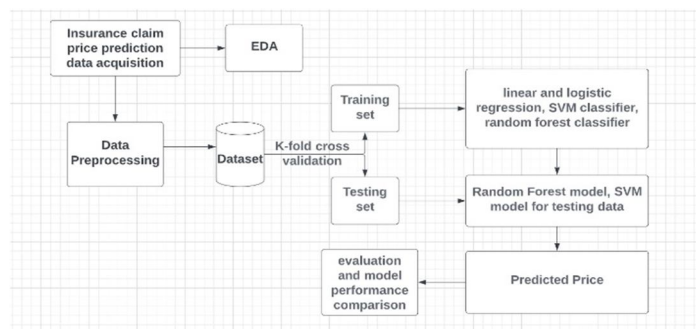 Insurance claim
price prediction
data acquisition
EDA
Data
Preprocessing
Dataset
K-fold cross
validation
Training
set
Testing
set
linear and logistic
regression, SVM classifier,
random forest classifier
Random Forest model, SVM
model for testing data
Predicted Price
evaluation
and model
performance
comparison